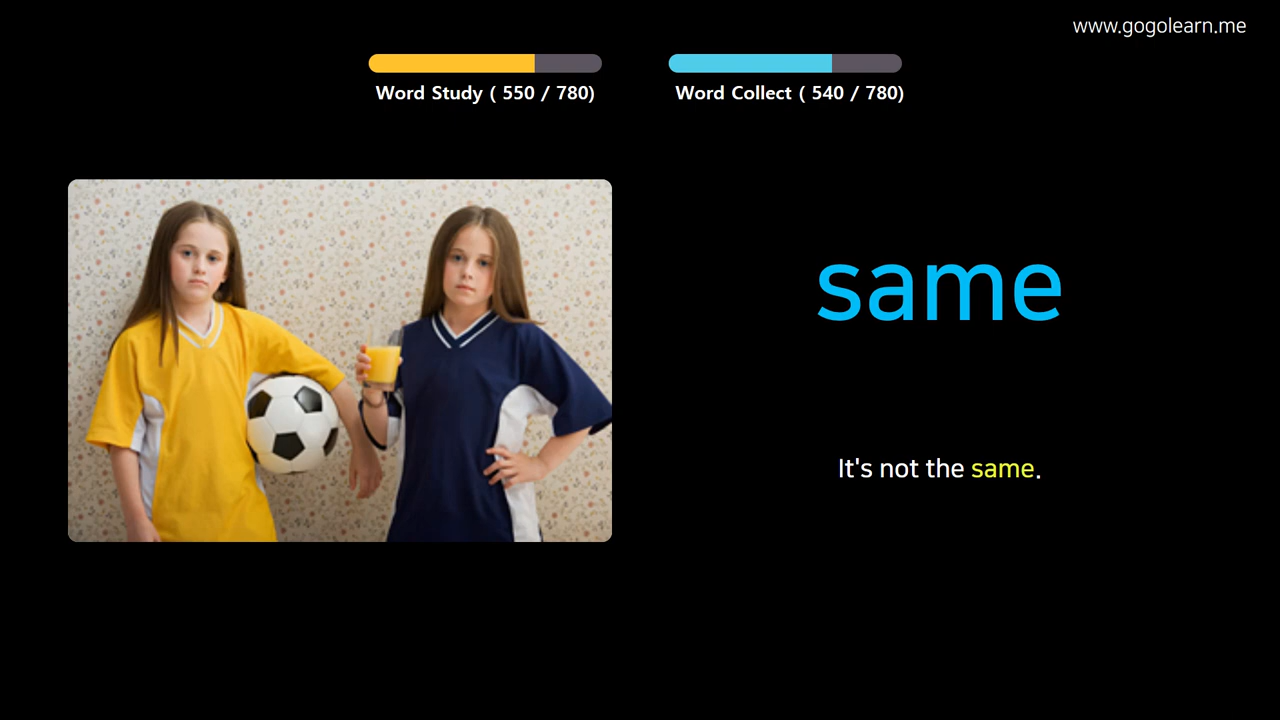 www.gogolearn.me
Word Study ( 550 / 780)
Word Collect ( 540 / 780)
same
It's not the same.